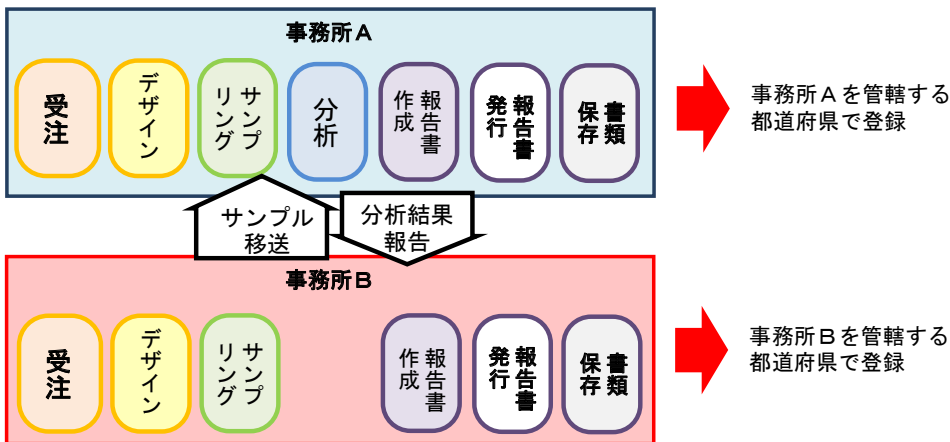 事務所A
受注
デザイン
サンプ
リング
分析
報告書
作成
報告書
発行
書類
保存
事務所Aを管轄する
都道府県で登録
サンプル
移送
分析結果
報告
事務所B
受注
デザイン
サンプ
リング
報告書
作成
報告書
発行
書類
保存
事務所Bを管轄する
都道府県で登録